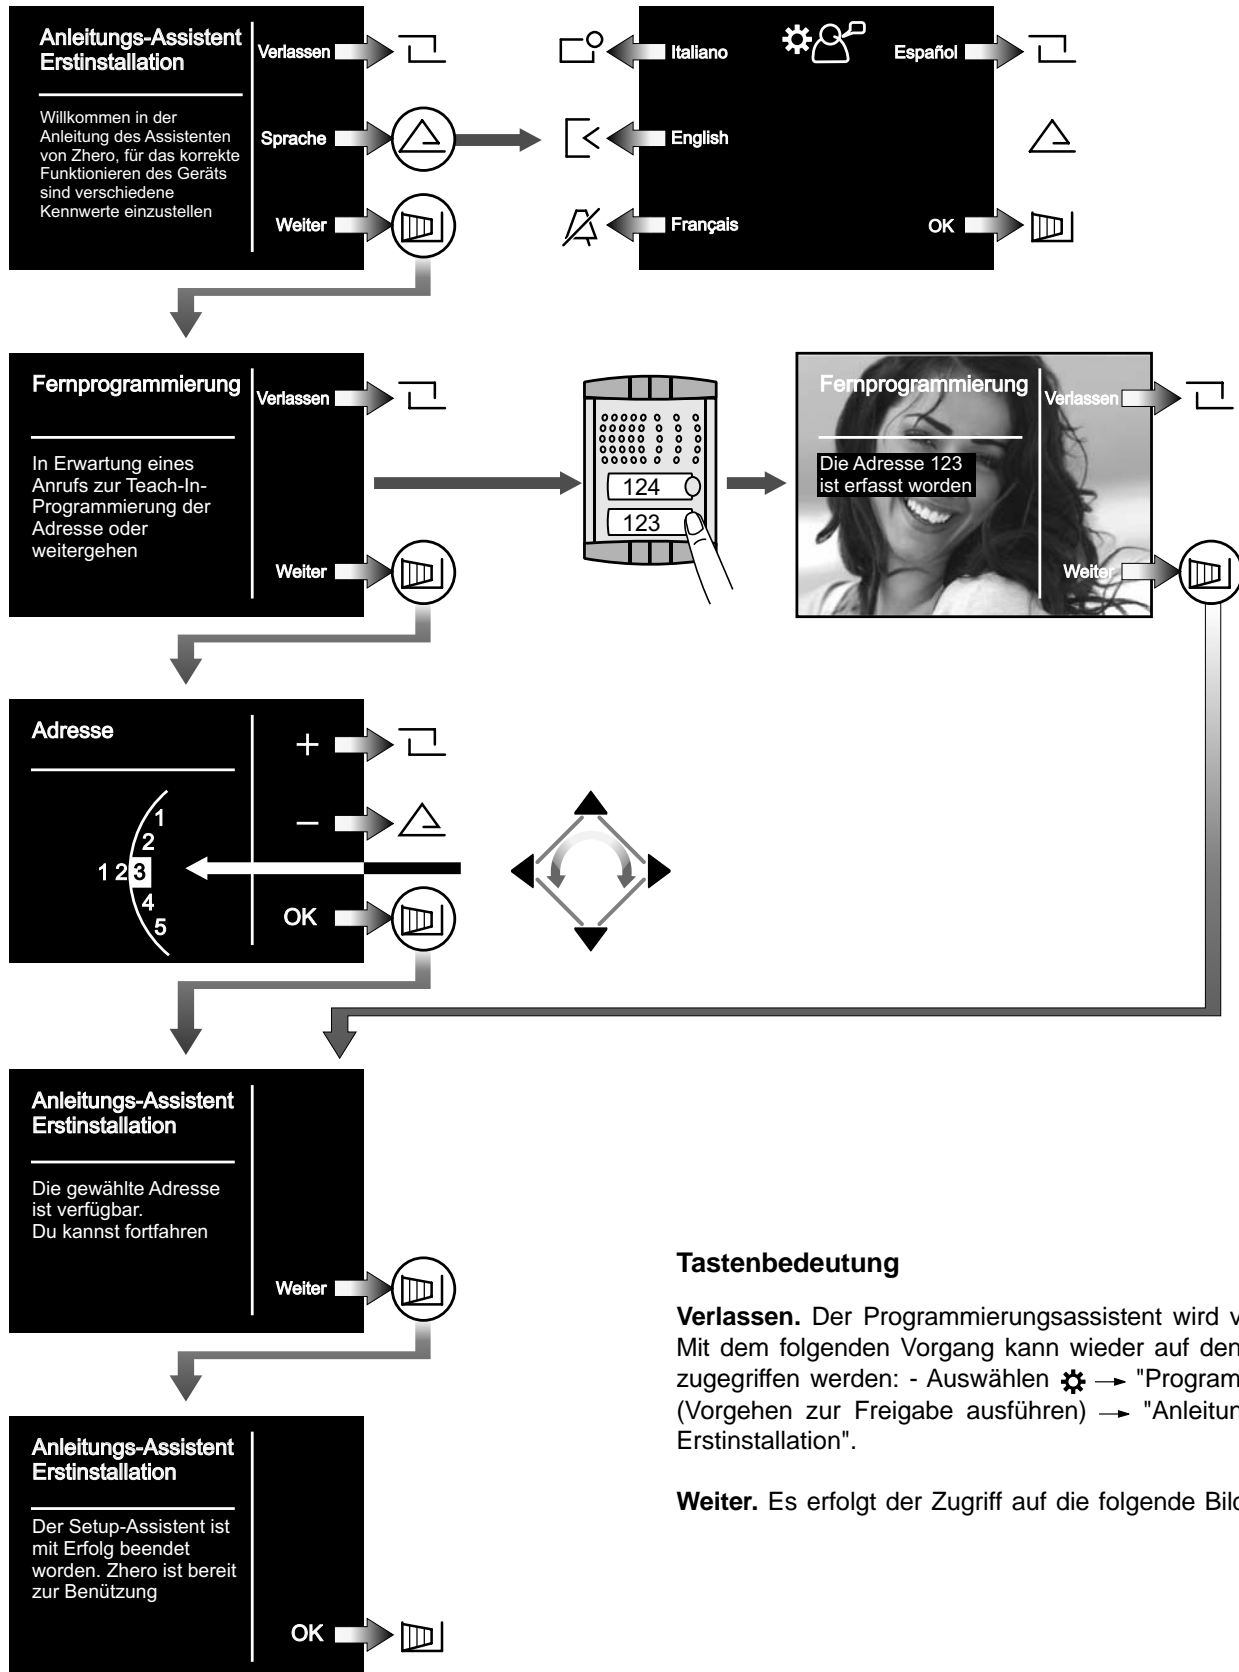 Anleitungs-Assistent
Erstinstallation
Willkommen in der
Anleitung des Assistenten
von Zhero, für das korrekte
Funktionieren des Geräts
sind verschiedene
Kennwerte einzustellen
Verlassen
Sprache
Weiter
Italiano
English
Français
Español
OK
Fernprogrammierung
In Erwartung eines
Anrufs zur Teach-In-
Programmierung der
Adresse oder
weitergehen
Verlassen
Weiter
124
123
Fernprogrammierung
Die Adresse 123
ist erfasst worden
Verlassen
Weiter
Adresse
1
2
1 2 3
4
5
+
−
OK
Anleitungs-Assistent
Erstinstallation
Die gewählte Adresse
ist verfügbar.
Du kannst fortfahren
Weiter
Anleitungs-Assistent
Erstinstallation
Der Setup-Assistent ist
mit Erfolg beendet
worden. Zhero ist bereit
zur Benützung
OK
Tastenbedeutung
Verlassen. Der Programmierungsassistent wird
Mit dem folgenden Vorgang kann wieder auf den
zugegriffen werden: - Auswählen → "Program
(Vorgehen zur Freigabe ausführen) → "Anleitun
Erstinstallation".
Weiter. Es erfolgt der Zugriff auf die folgende Bild